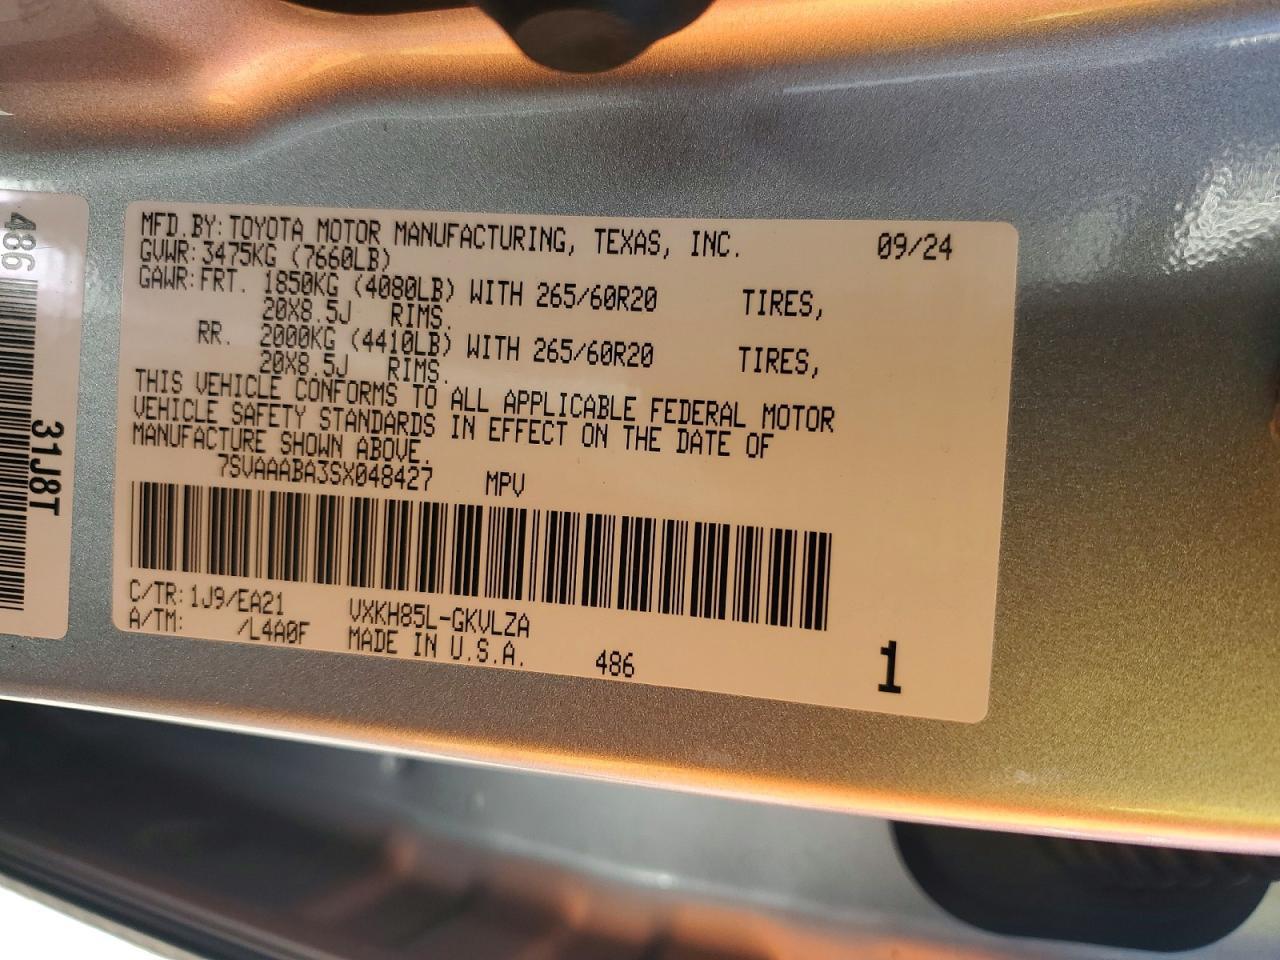 MFD.BY: TOYOTA MOTOR MANUFACTURING, TEXAS, INC. 09/24
GVWR: 3475KG (7660LB)
GAWR: FRT. 1850KG (4080LB) WITH 265/60R20 TIRES,
20X8.5J RIMS.
RR. 2000KG (4410LB) WITH 265/60R20 TIRES,
20X8.5J RIMS.
THIS VEHICLE CONFORMS TO ALL APPLICABLE FEDERAL MOTOR
VEHICLE SAFETY STANDARDS IN EFFECT ON THE DATE OF
MANUFACTURE SHOWN ABOVE.
7SVAAABA3SX048427 MPV
C/TR: 1J9/EA21 VXKH85L-GKVLZA
A/TM: /L4A0F MADE IN U.S.A. 486 1
486
31J8T